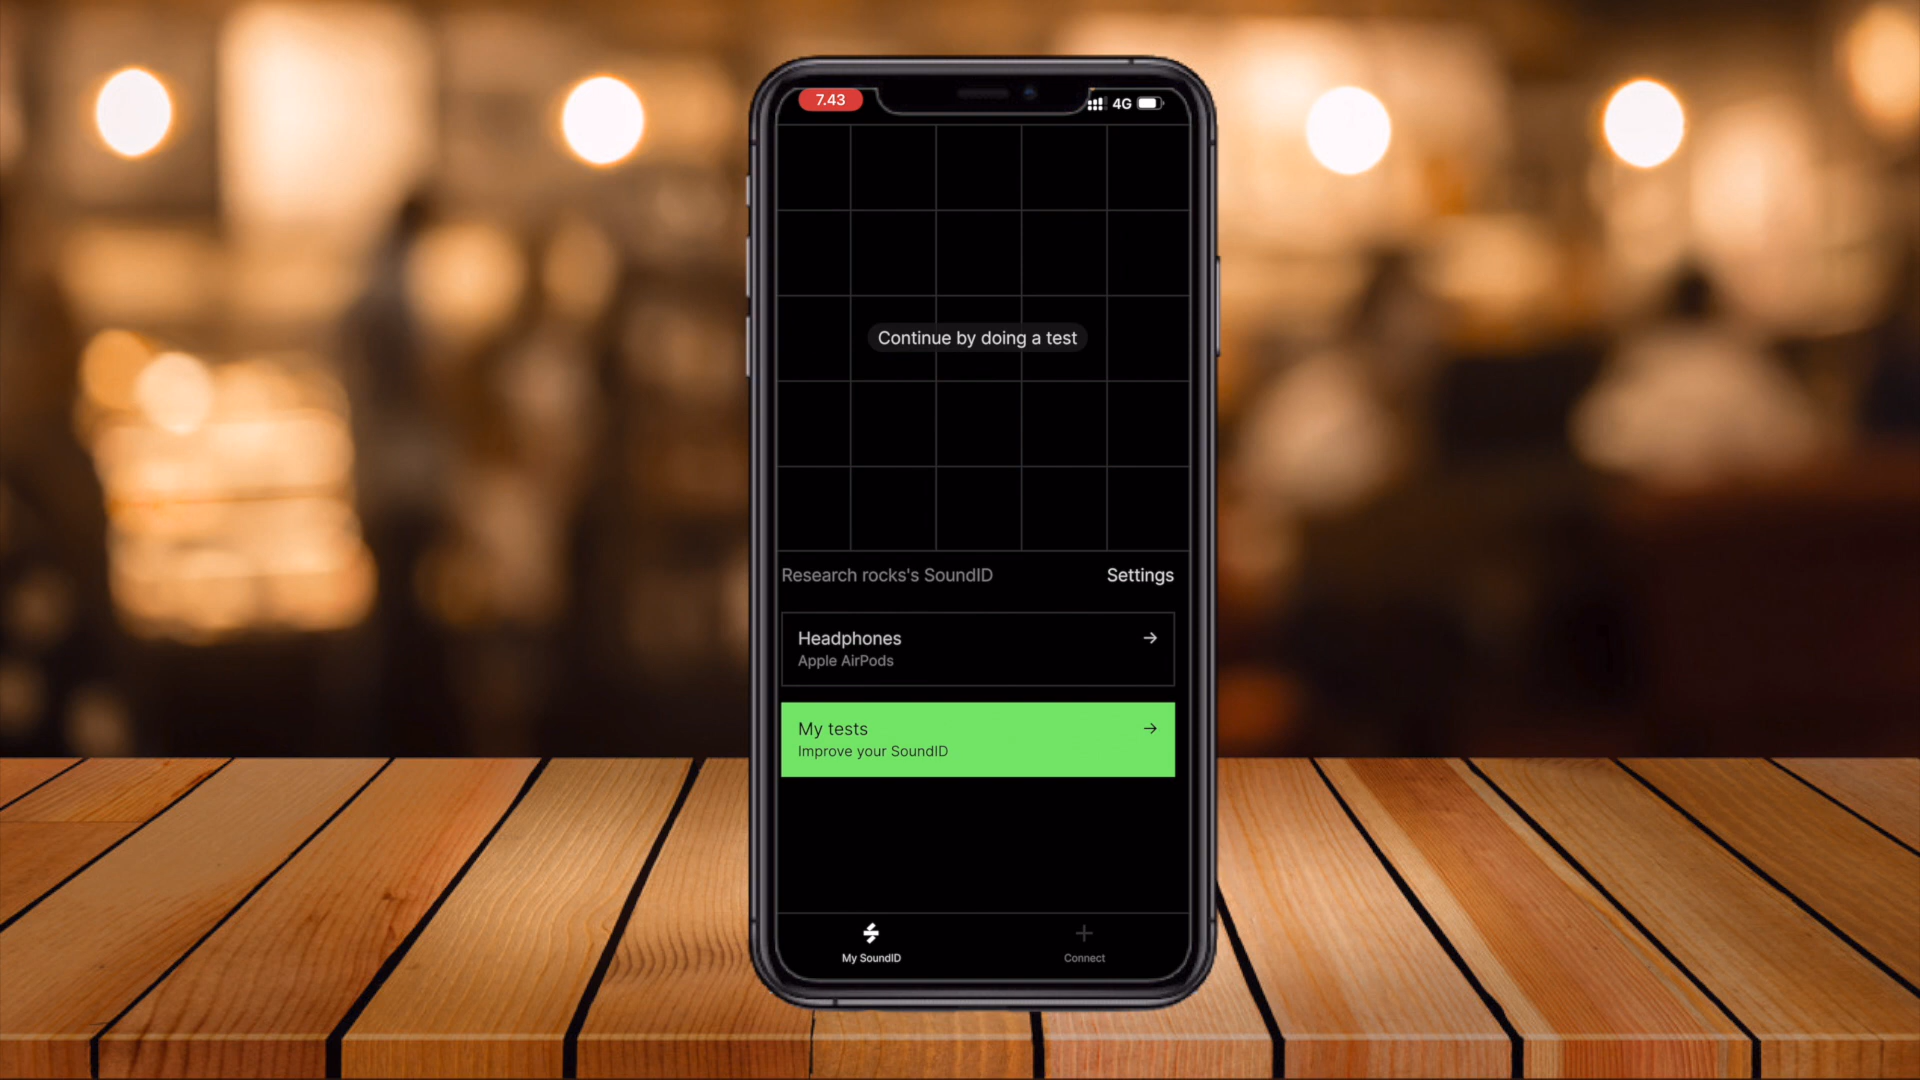 7.43
4G
Continue by doing a test
Research rocks's SoundID
Settings
Headphones
Apple AirPods
My tests
Improve your SoundID
My SoundID
Connect